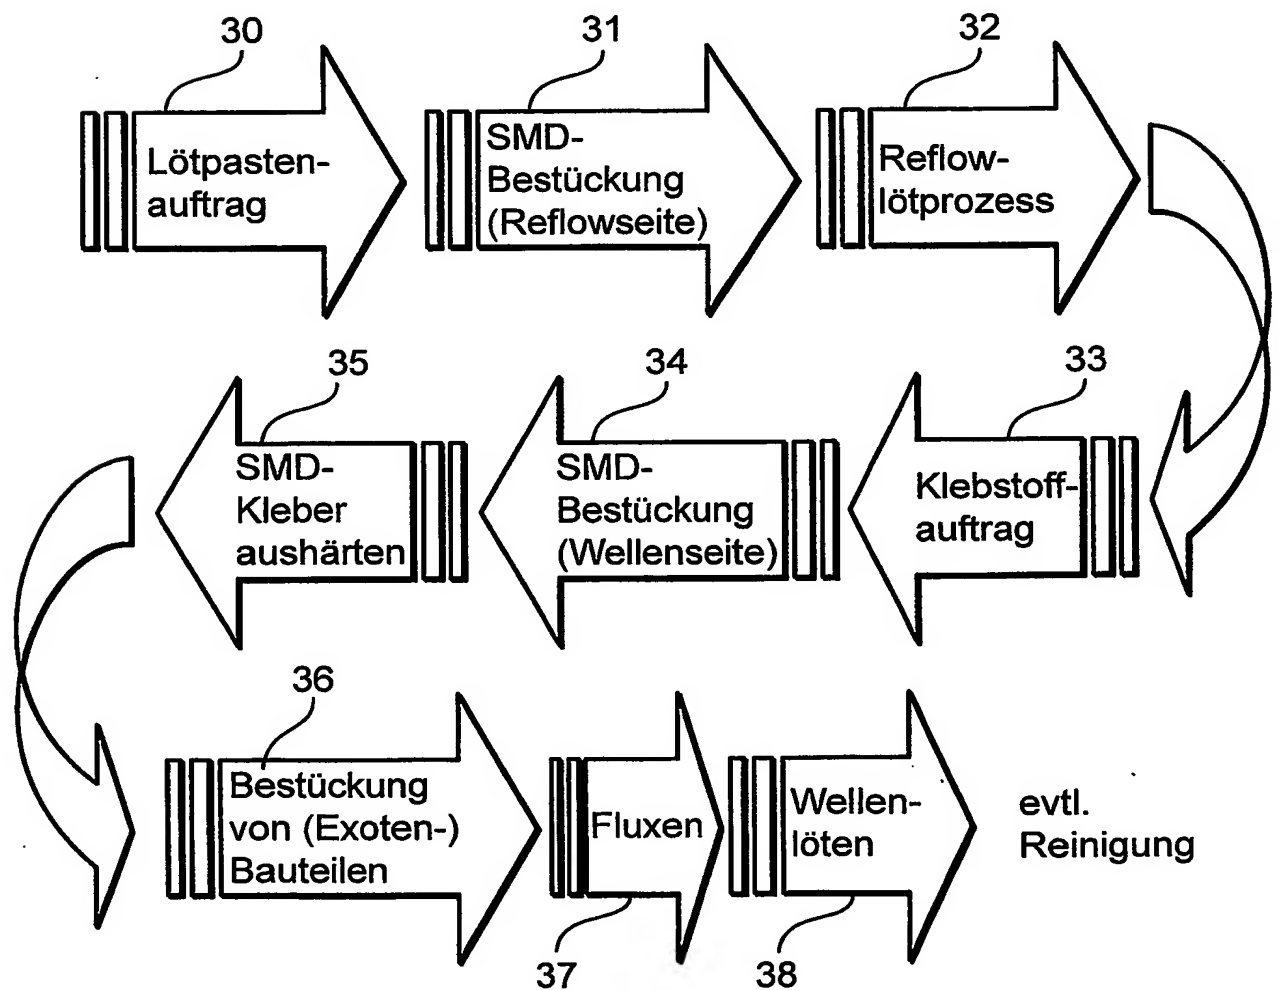 30
31
32
Lötpasten-
auftrag
SMD-
Bestückung
(Reflowseite)
Reflow-
lötprozess
33
34
35
Klebstoff-
auftrag
SMD-
Bestückung
(Wellenseite)
SMD-
Kleber
aushärten
36
Bestückung
von (Exoten-)
Bauteilen
Fluxen
Wellen-
löten
evtl.
Reinigung
37
38